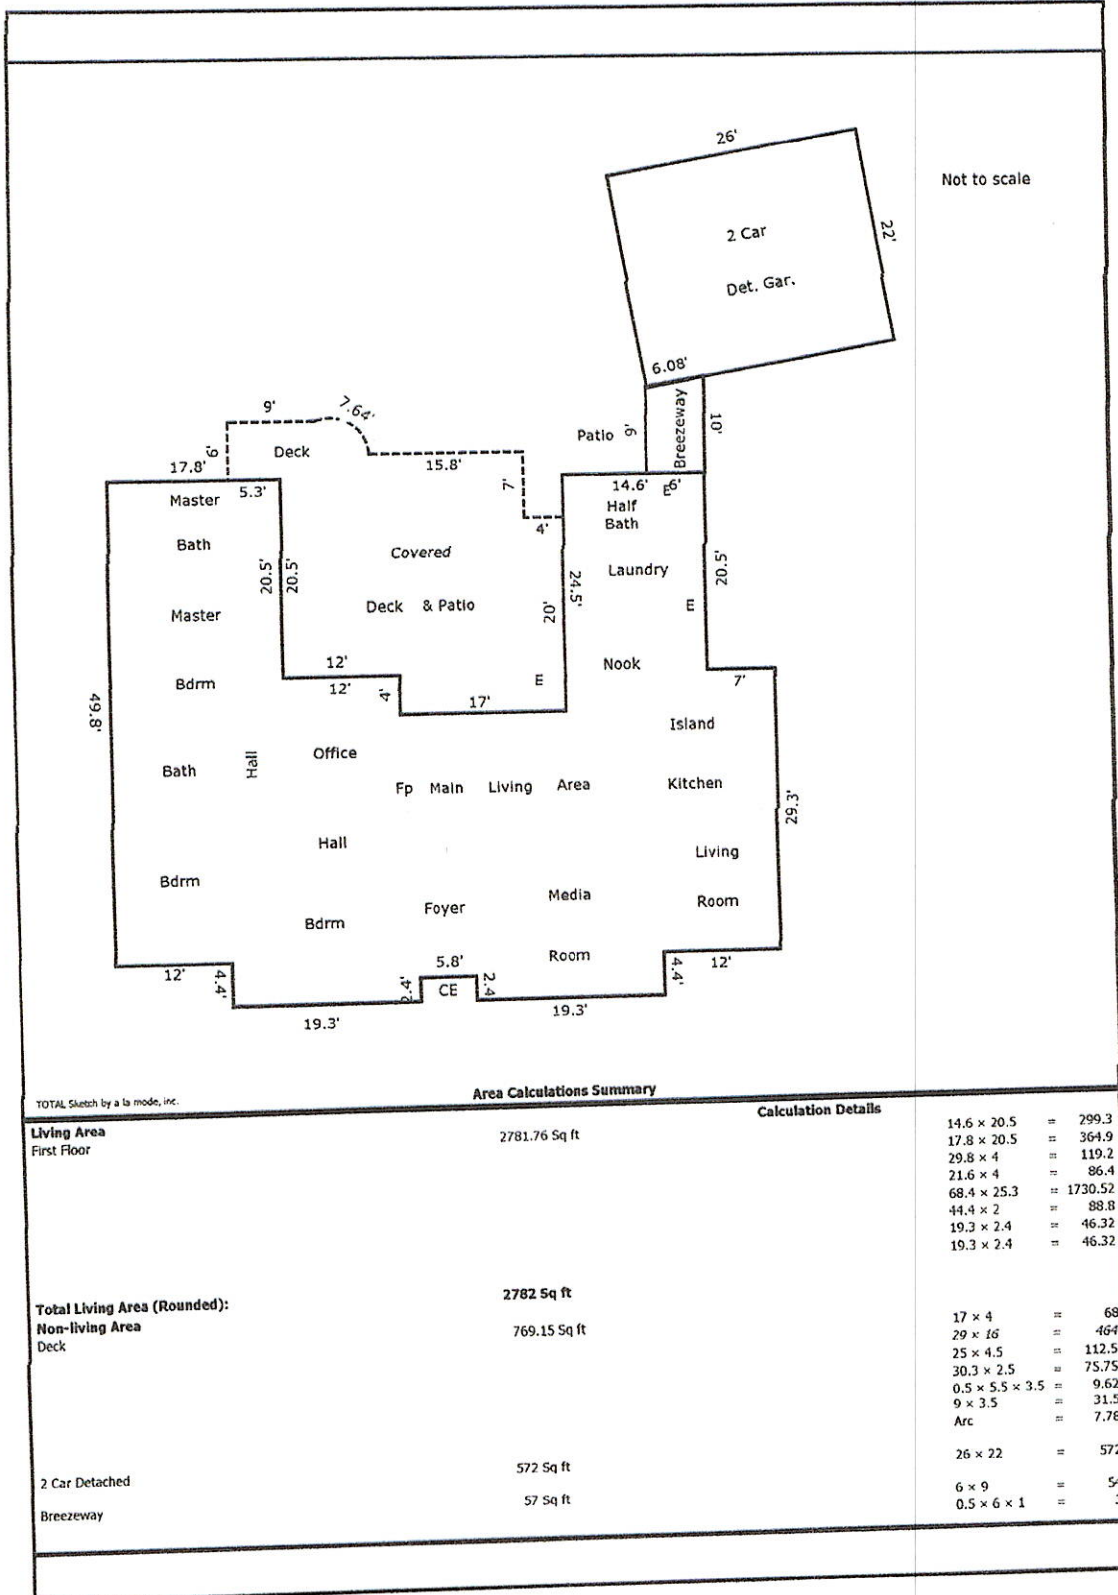 26'
Not to scale
22'
2 Car
Det. Gar.
6.08'
9'
7.64'
6'
Deck
Patio
9'
Breezeway
10'
17.8'
5.3'
15.8'
7'
4'
14.6'
E
6'
Master
Half
Bath
Bath
Covered
Laundry
20.5'
20.5'
24.5'
20.5'
Master
Deck & Patio
20'
E
Nook
Bdrm
12'
12'
4'
E
17'
7'
49.8'
Island
Bath
Hall
Office
Fp Main Living Area
Kitchen
29.3'
Hall
Living
Bdrm
Media
Room
Bdrm
Foyer
Room
12'
4.4'
5.8'
2.4'
CE
2.4
4.4'
12'
19.3'
19.3'
TOTAL Sketch by a la mode, inc.
Area Calculations Summary
Living Area
Calculation Details
First Floor
2781.76 Sq ft
14.6 × 20.5 = 299.3
17.8 × 20.5 = 364.9
29.8 × 4 = 119.2
21.6 × 4 = 86.4
68.4 × 25.3 = 1730.52
44.4 × 2 = 88.8
19.3 × 2.4 = 46.32
19.3 × 2.4 = 46.32
Total Living Area (Rounded):
2782 Sq ft
Non-living Area
Deck
769.15 Sq ft
17 × 4 = 68
29 × 16 = 464
25 × 4.5 = 112.5
30.3 × 2.5 = 75.75
0.5 × 5.5 × 3.5 = 9.62
9 × 3.5 = 31.5
Arc = 7.78
2 Car Detached
572 Sq ft
26 × 22 = 572
Breezeway
57 Sq ft
6 × 9 =
0.5 × 6 × 1 =